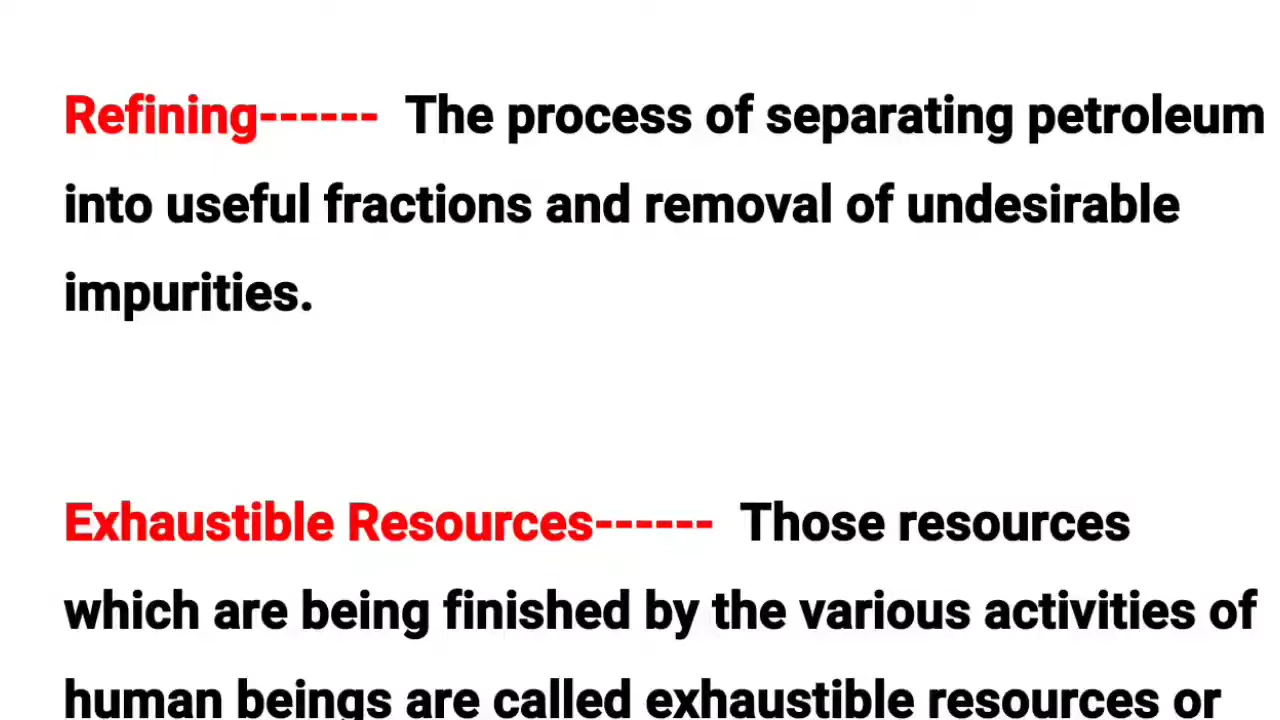 Refining------ The process of separating petroleum
into useful fractions and removal of undesirable
impurities.
Exhaustible Resources------ Those resources
which are being finished by the various activities of
human beings are called exhaustible resources or